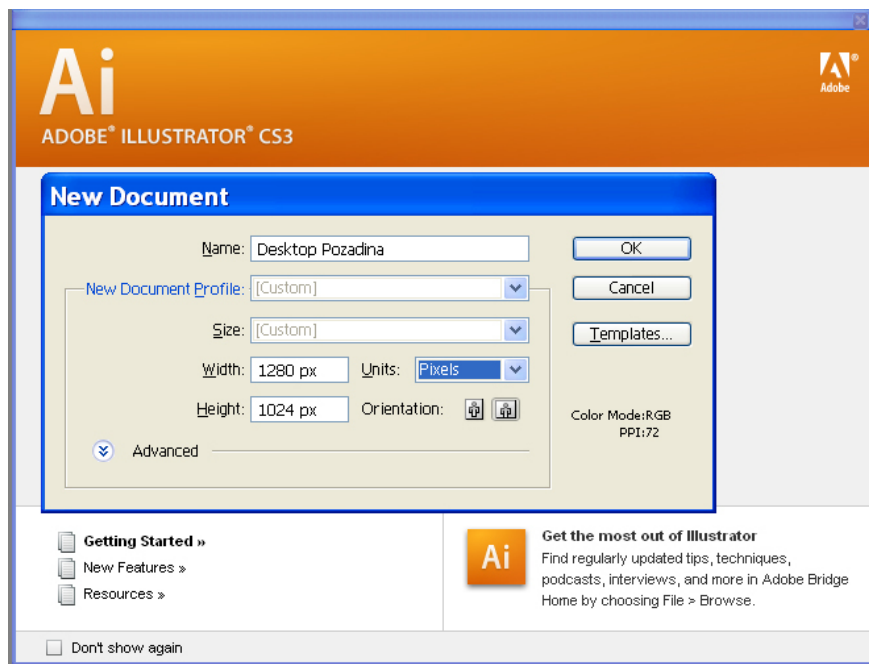 Ai
ADOBE® ILLUSTRATOR® CS3
Adobe
New Document
Name: Desktop Pozadina
OK
New Document Profile: [Custom]
Cancel
Size: [Custom]
Templates...
Width: 1280 px Units: Pixels
Height: 1024 px Orientation:
Color Mode:RGB
PPI:72
Advanced
Getting Started »
New Features »
Resources »
Ai
Get the most out of Illustrator
Find regularly updated tips, techniques,
podcasts, interviews, and more in Adobe Bridge
Home by choosing File > Browse.
Don't show again